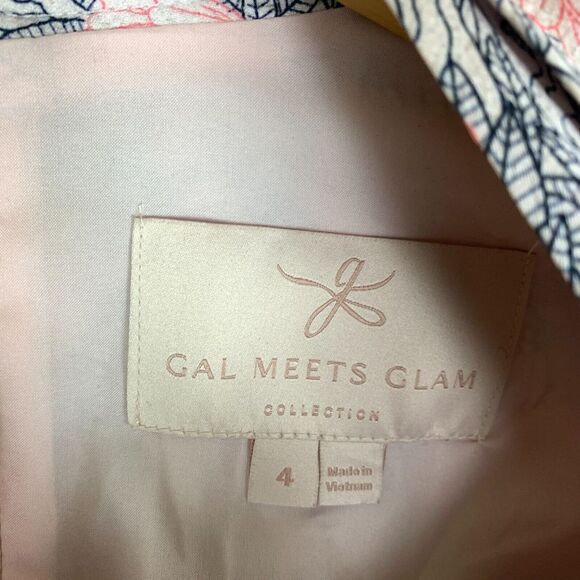 g
GAL MEETS GLAM
COLLECTION
4
Made in
Vietnam